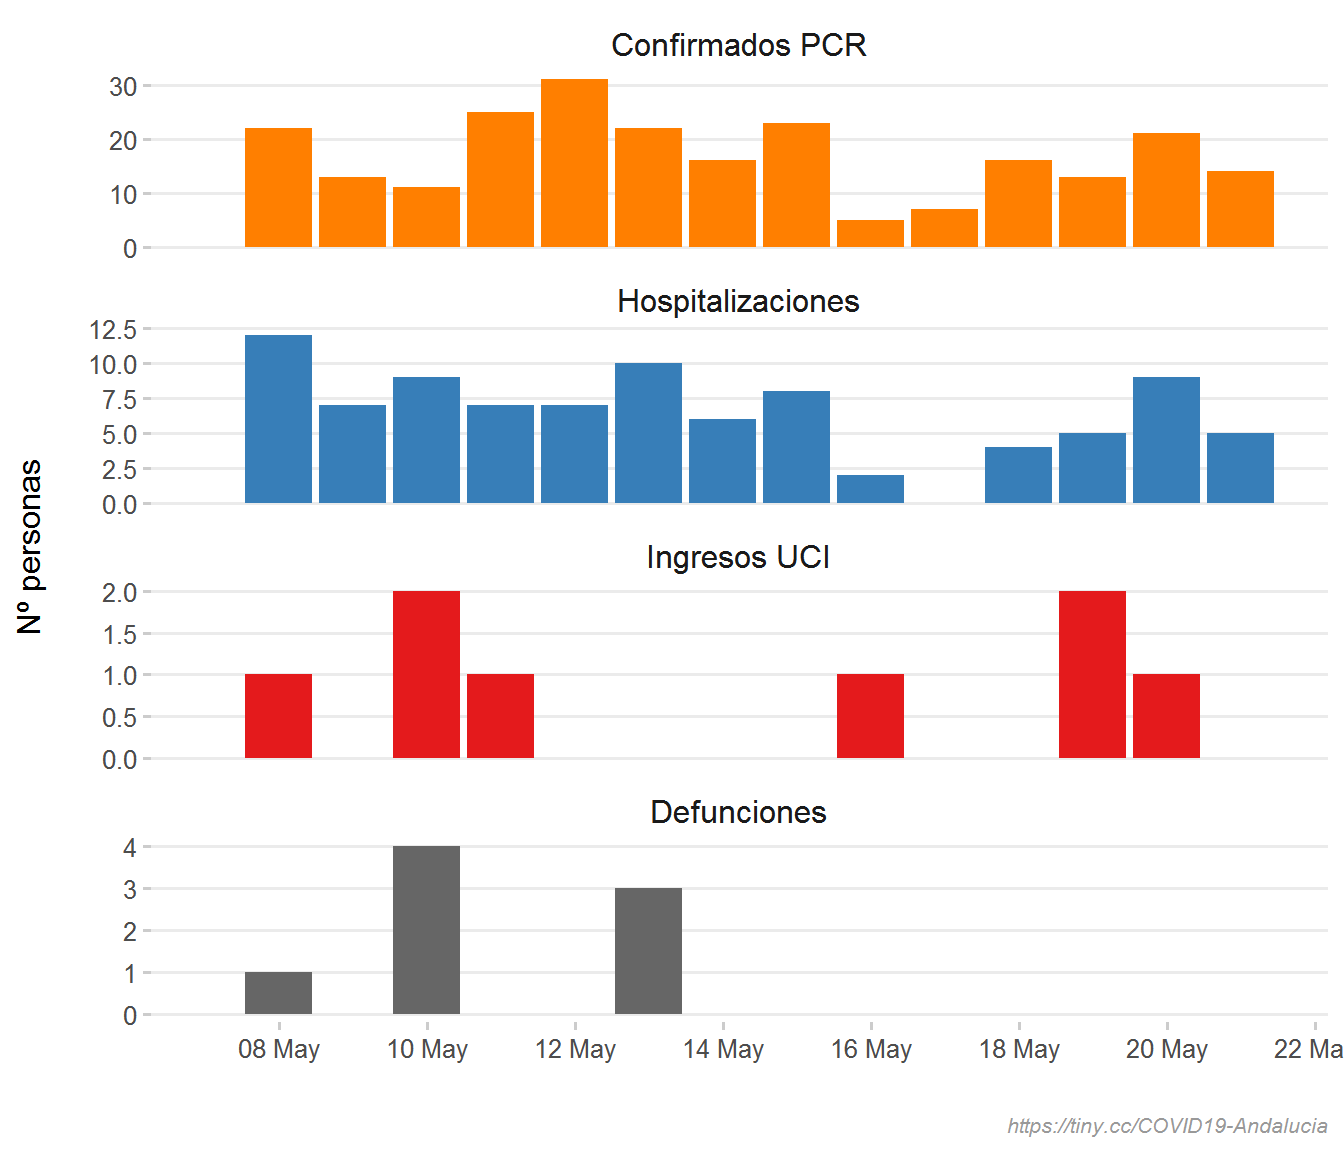 Confirmados PCR
30
20
10
0
Hospitalizaciones
12.5
10.0
7.5
5.0
2.5
0.0
Nº personas
Ingresos UCI
2.0
1.5
1.0
0.5
0.0
Defunciones
4
3
2
1
0
08 May 10 May 12 May 14 May 16 May 18 May 20 May 22 Ma
https://tiny.cc/COVID19-Andalucia